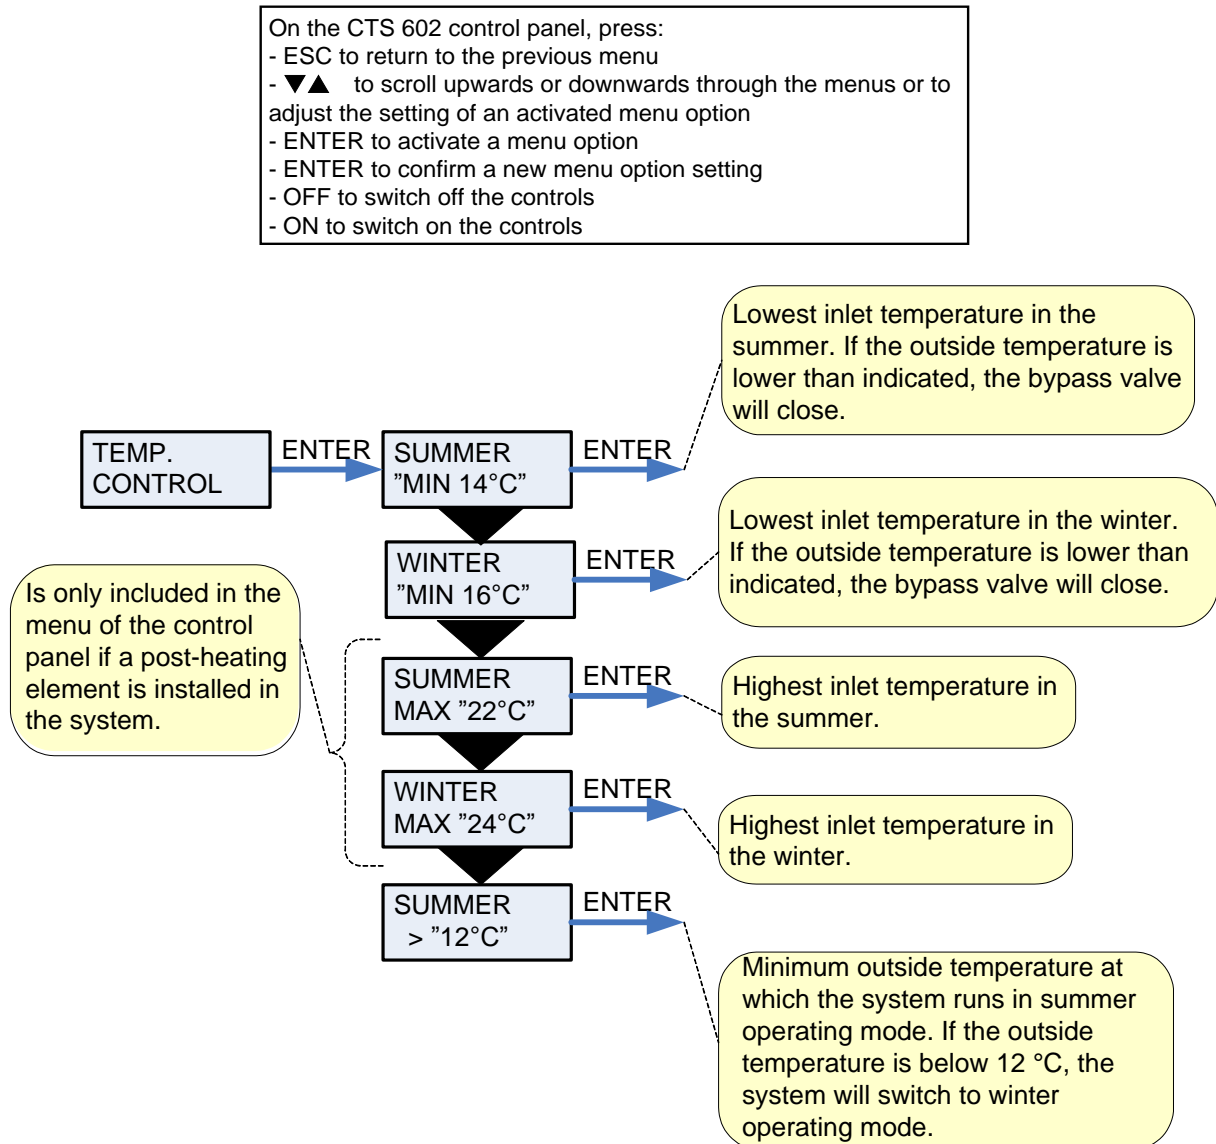 On the CTS 602 control panel, press:
- ESC to return to the previous menu
- ▼▲ to scroll upwards or downwards through the menus or to
adjust the setting of an activated menu option
- ENTER to activate a menu option
- ENTER to confirm a new menu option setting
- OFF to switch off the controls
- ON to switch on the controls
Lowest inlet temperature in the
summer. If the outside temperature is
lower than indicated, the bypass valve
will close.
TEMP.
CONTROL
ENTER
SUMMER
”MIN 14°C”
ENTER
Lowest inlet temperature in the winter.
If the outside temperature is lower than
indicated, the bypass valve will close.
WINTER
”MIN 16°C”
ENTER
Is only included in the
menu of the control
panel if a post-heating
element is installed in
the system.
SUMMER
MAX ”22°C”
ENTER
Highest inlet temperature in
the summer.
WINTER
MAX ”24°C”
ENTER
Highest inlet temperature in
the winter.
SUMMER
> ”12°C”
ENTER
Minimum outside temperature at
which the system runs in summer
operating mode. If the outside
temperature is below 12 °C, the
system will switch to winter
operating mode.